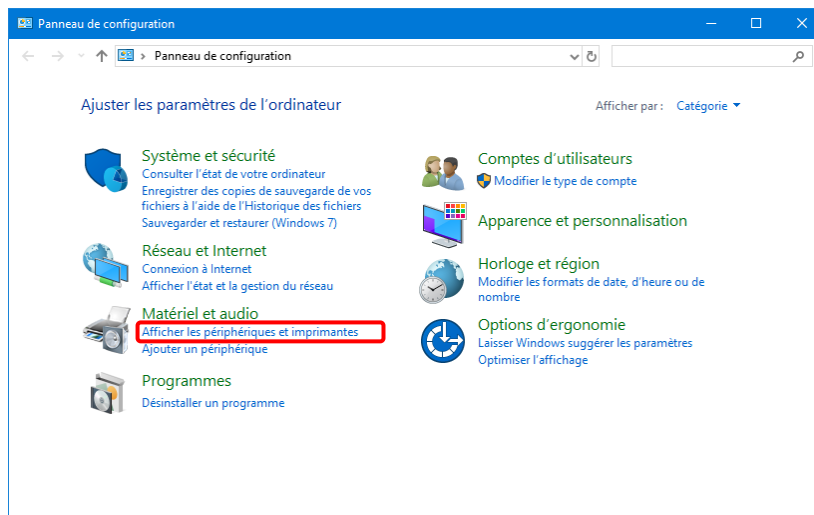 Panneau de configuration
Panneau de configuration
Ajuster les paramètres de l'ordinateur
Afficher par : Catégorie
Système et sécurité
Consulter l'état de votre ordinateur
Enregistrer des copies de sauvegarde de vos
fichiers à l'aide de l'Historique des fichiers
Sauvegarder et restaurer (Windows 7)
Réseau et Internet
Connexion à Internet
Afficher l'état et la gestion du réseau
Matériel et audio
Afficher les périphériques et imprimantes
Ajouter un périphérique
Programmes
Désinstaller un programme
Comptes d'utilisateurs
Modifier le type de compte
Apparence et personnalisation
Horloge et région
Modifier les formats de date, d'heure ou de
nombre
Options d'ergonomie
Laisser Windows suggérer les paramètres
Optimiser l'affichage